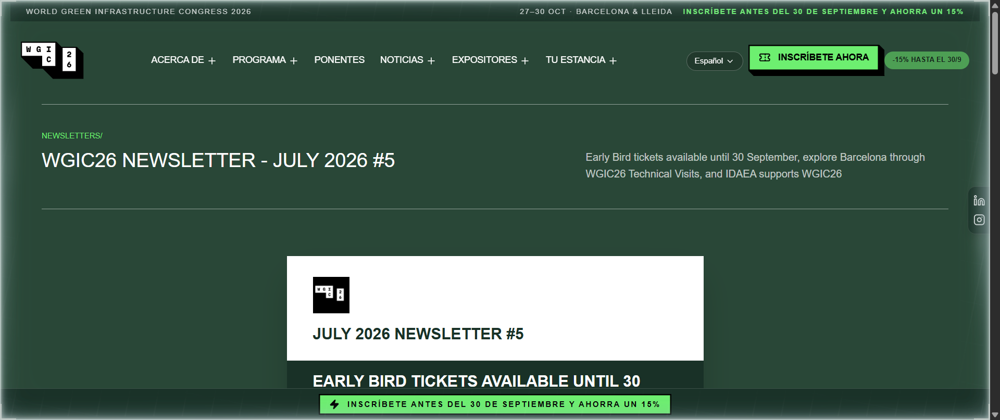 WORLD GREEN INFRASTRUCTURE CONGRESS 2026
27–30 OCT · BARCELONA & LLEIDA
INSCRÍBETE ANTES DEL 30 DE SEPTIEMBRE Y AHORRA UN 15%
WGI
C
26
ACERCA DE
PROGRAMA
PONENTES
NOTICIAS
EXPOSITORES
TU ESTANCIA
Español
INSCRÍBETE AHORA
-15% HASTA EL 30/9
NEWSLETTERS/
WGIC26 NEWSLETTER - JULY 2026 #5
Early Bird tickets available until 30 September, explore Barcelona through
WGIC26 Technical Visits, and IDAEA supports WGIC26
WGI
C
26
JULY 2026 NEWSLETTER #5
EARLY BIRD TICKETS AVAILABLE UNTIL 30
INSCRÍBETE ANTES DEL 30 DE SEPTIEMBRE Y AHORRA UN 15%